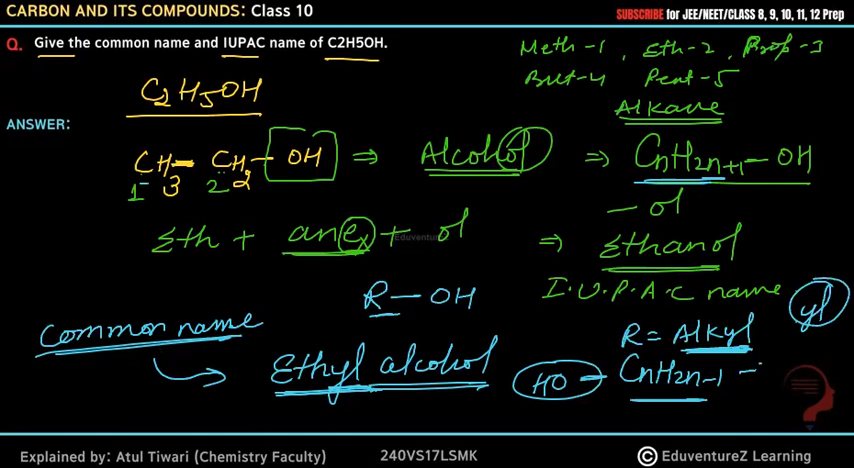 CARBON AND ITS COMPOUNDS: Class 10
SUBSCRIBE for JEE/NEET/CLASS 8, 9, 10, 11, 12 Prep
Q. Give the common name and IUPAC name of C2H5OH.
Meth-1, Eth-2, Prop-3
But-4 Pent-5
C2H5OH
Alkane
ANSWER:
CH3 - CH2 - OH ⇒ Alcohol ⇒ CnH2n+1 - OH
1 2
- ol
Eth + ane + ol ⇒ Ethanol
EduventureZ
I.U.P.A.C name
R-OH
yl
Common name
R = Alkyl
Ethyl alcohol
HO - CnH2n-1 -
Explained by: Atul Tiwari (Chemistry Faculty)
240VS17LSMK
© EduventureZ Learning